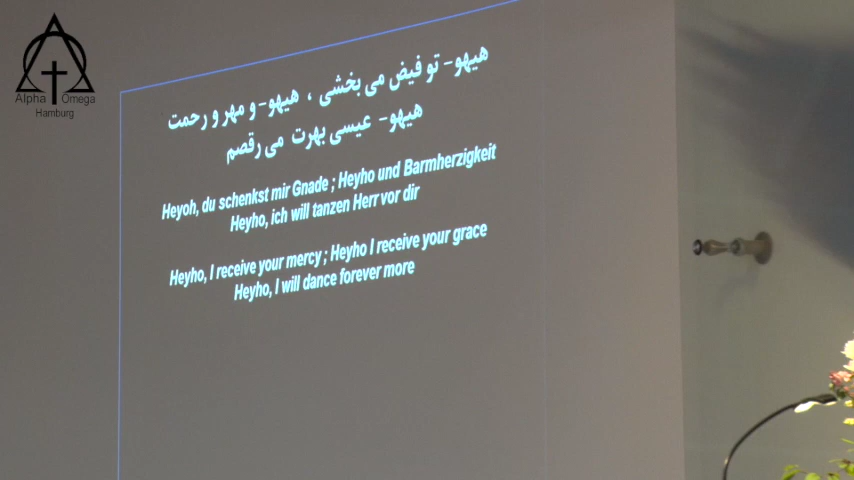 Alpha Omega
Hamburg
هیهو- تو فیض می بخشی ، هیهو- و مهر و رحمت
هیهو- عیسی بهرت می رقصم
Heyoh, du schenkst mir Gnade ; Heyho und Barmherzigkeit
Heyho, ich will tanzen Herr vor dir
Heyho, I receive your mercy ; Heyho I receive your grace
Heyho, I will dance forever more